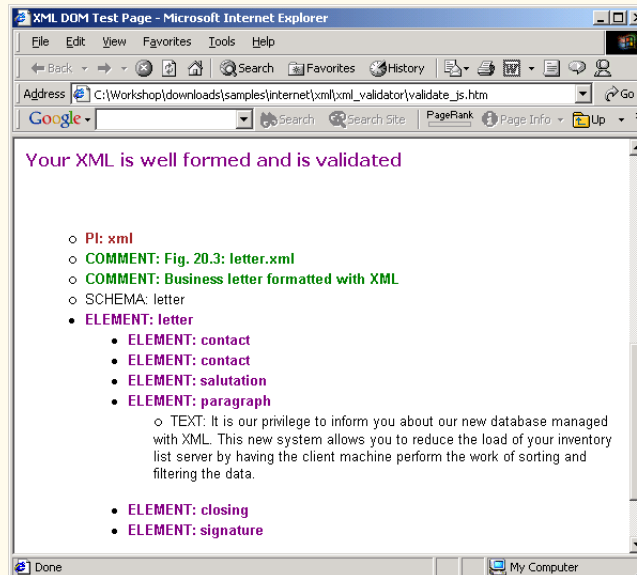 XML DOM Test Page - Microsoft Internet Explorer
File Edit View Favorites Tools Help
Back Search Favorites History
Address C:\Workshop\downloads\samples\internet\xml\xml_validator\validate_js.htm Go
Google Search Search Site PageRank Page Info Up
Your XML is well formed and is validated
PI: xml
COMMENT: Fig. 20.3: letter.xml
COMMENT: Business letter formatted with XML
SCHEMA: letter
ELEMENT: letter
ELEMENT: contact
ELEMENT: contact
ELEMENT: salutation
ELEMENT: paragraph
TEXT: It is our privilege to inform you about our new database managed
with XML. This new system allows you to reduce the load of your inventory
list server by having the client machine perform the work of sorting and
filtering the data.
ELEMENT: closing
ELEMENT: signature
Done My Computer